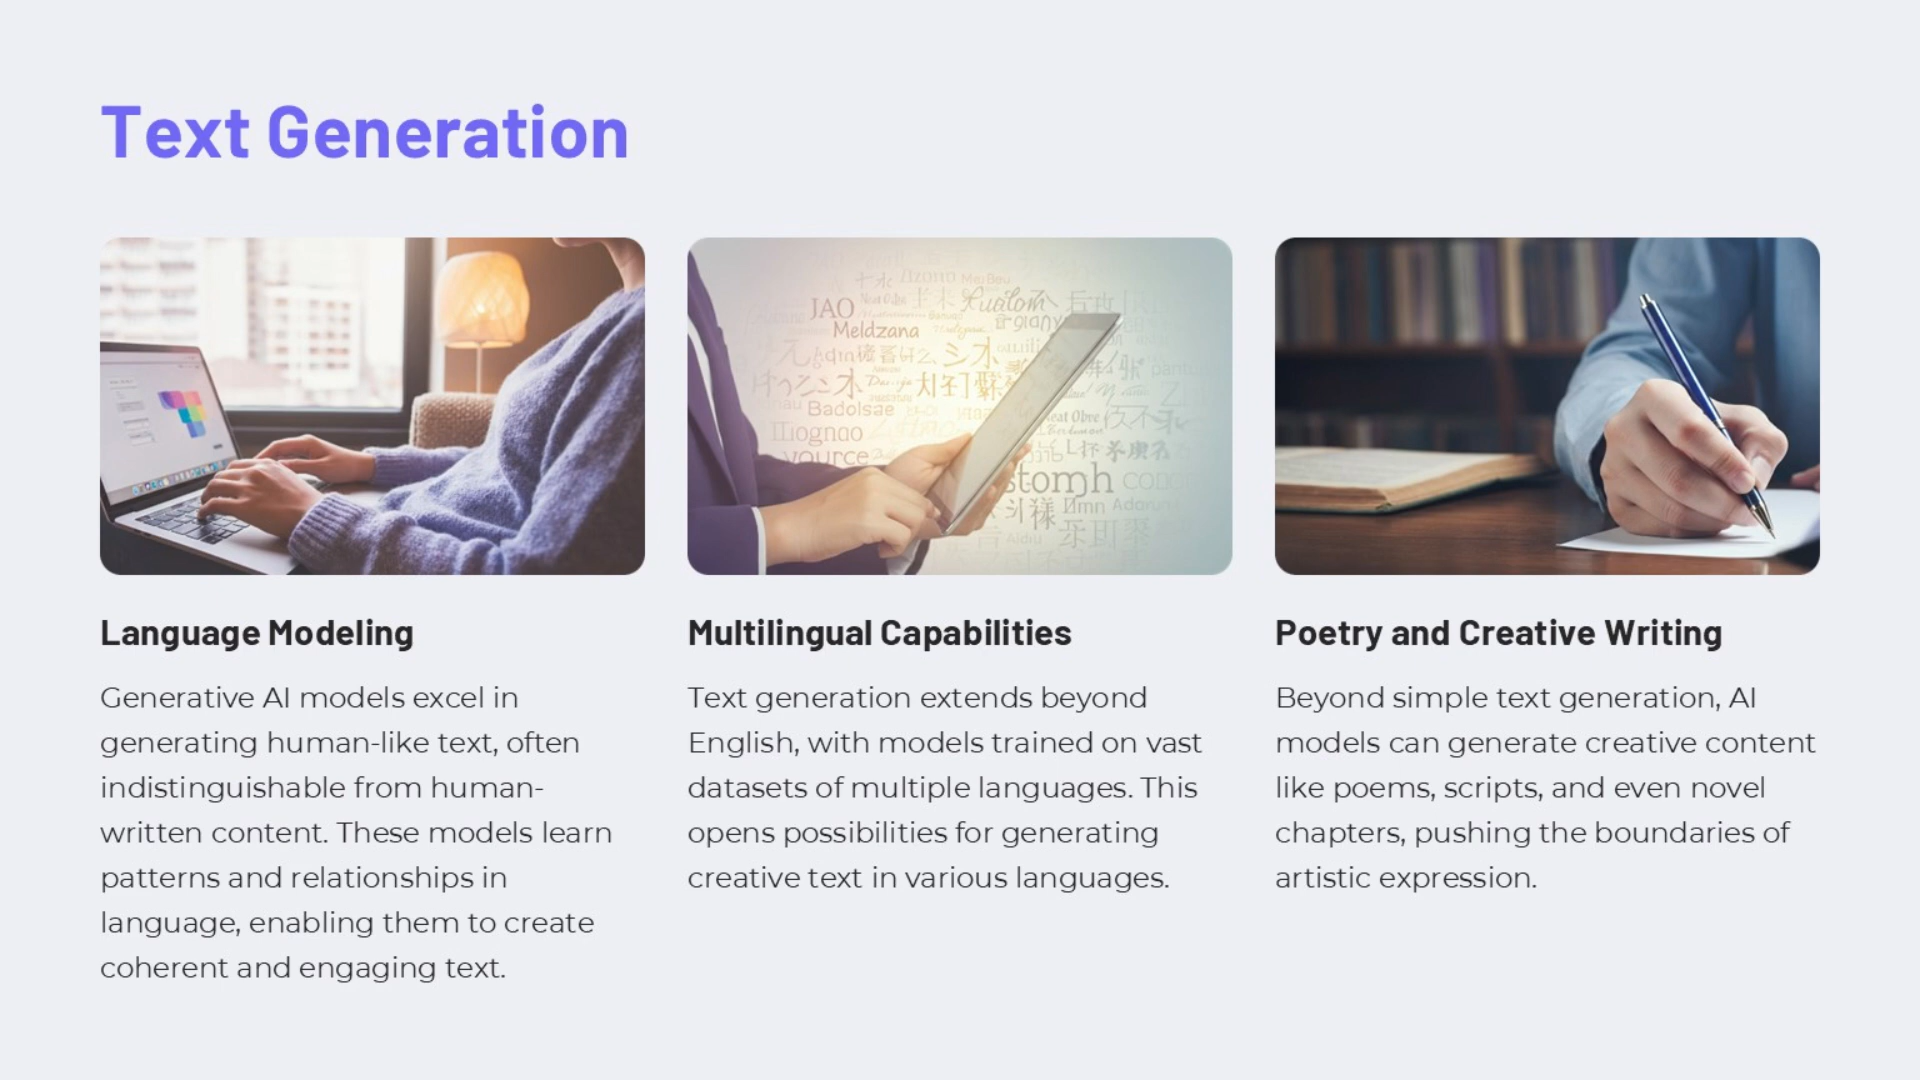 Text Generation
JAO
Meldzana
Badolsae
stomh
Language Modeling
Generative AI models excel in
generating human-like text, often
indistinguishable from human-
written content. These models learn
patterns and relationships in
language, enabling them to create
coherent and engaging text.
Multilingual Capabilities
Text generation extends beyond
English, with models trained on vast
datasets of multiple languages. This
opens possibilities for generating
creative text in various languages.
Poetry and Creative Writing
Beyond simple text generation, AI
models can generate creative content
like poems, scripts, and even novel
chapters, pushing the boundaries of
artistic expression.